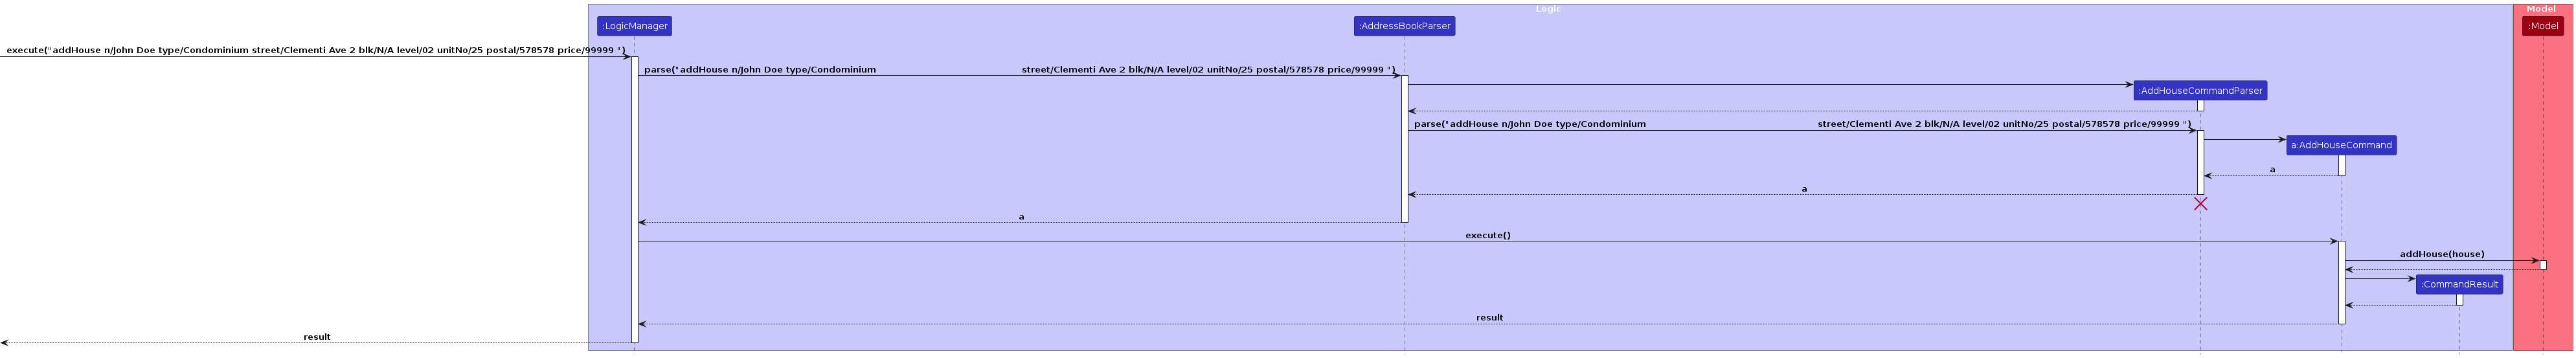 Logic
Model
:LogicManager
:AddressBookParser
:Model
execute("addHouse n/John Doe type/Condominium street/Clementi Ave 2 blk/N/A level/02 unitNo/25 postal/578578 price/99999 ")
parse("addHouse n/John Doe type/Condominium street/Clementi Ave 2 blk/N/A level/02 unitNo/25 postal/578578 price/99999 ")
:AddHouseCommandParser
parse("addHouse n/John Doe type/Condominium street/Clementi Ave 2 blk/N/A level/02 unitNo/25 postal/578578 price/99999 ")
a:AddHouseCommand
a
a
a
execute()
addHouse(house)
:CommandResult
result
result